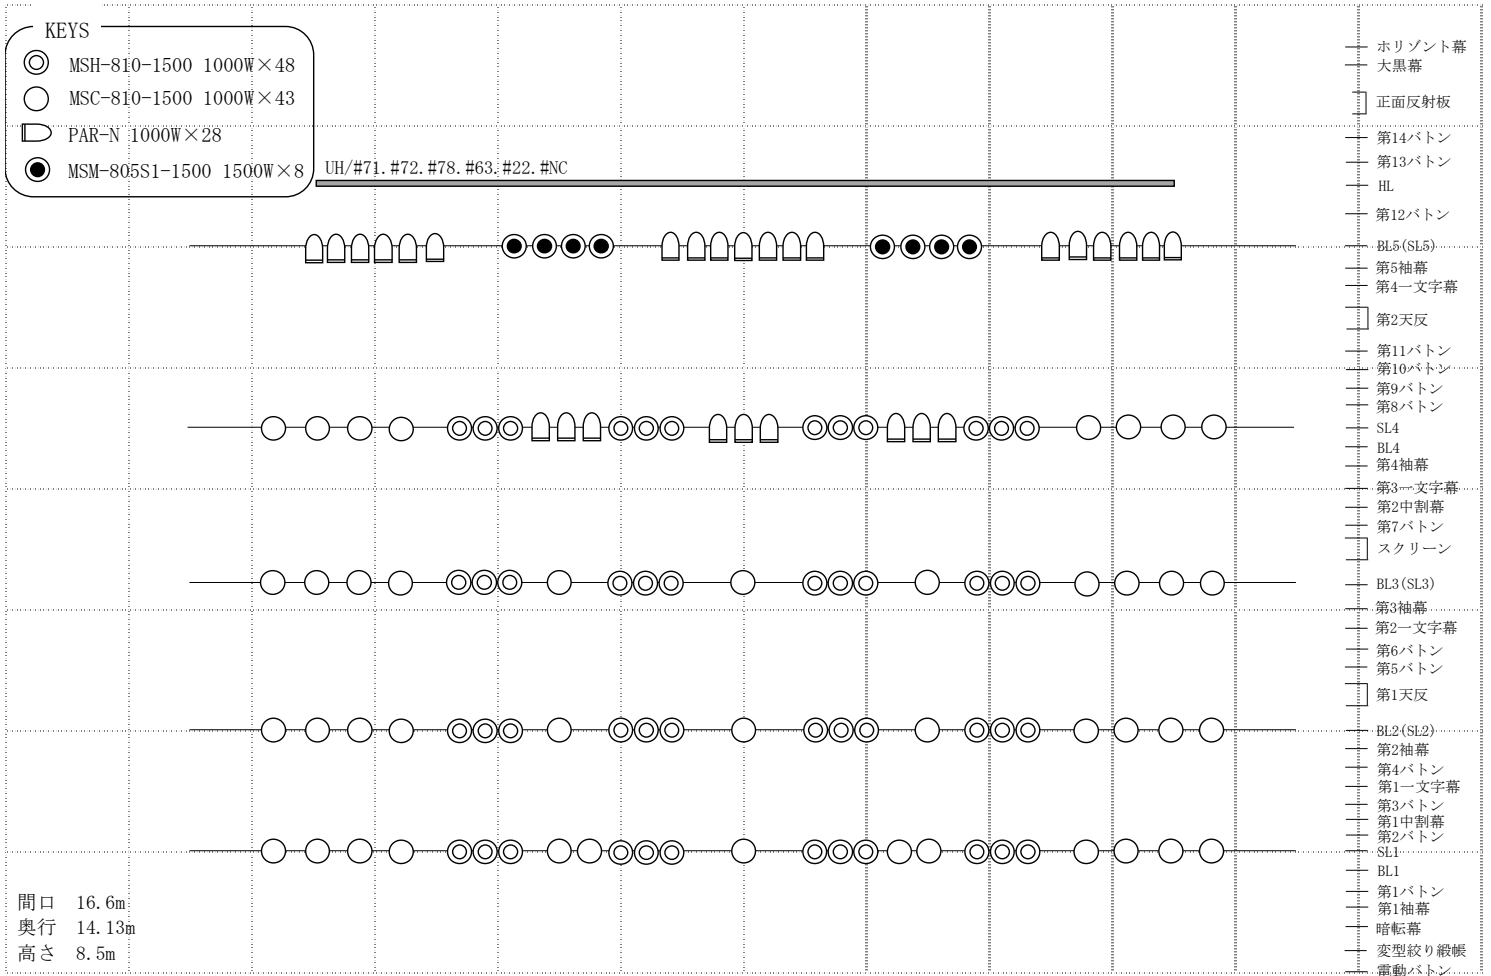 KEYS
MSH-810-1500 1000W×48
MSC-810-1500 1000W×43
PAR-N 1000W×28
MSM-805S1-1500 1500W×8
UH/#71.#72.#78.#63.#22.#NC
ホリゾント幕
大黒幕
正面反射板
第14バトン
第13バトン
HL
第12バトン
BL5(SL5)
第5袖幕
第4一文字幕
第2天反
第11バトン
第10バトン
第9バトン
第8バトン
SL4
BL4
第4袖幕
第3一文字幕
第2中割幕
第7バトン
スクリーン
BL3(SL3)
第3袖幕
第2一文字幕
第6バトン
第5バトン
第1天反
BL2(SL2)
第2袖幕
第4バトン
第1一文字幕
第3バトン
第1中割幕
第2バトン
SL1
BL1
第1バトン
第1袖幕
暗転幕
変型絞り緞帳
電動バトン
間口 16.6m
奥行 14.13m
高さ 8.5m